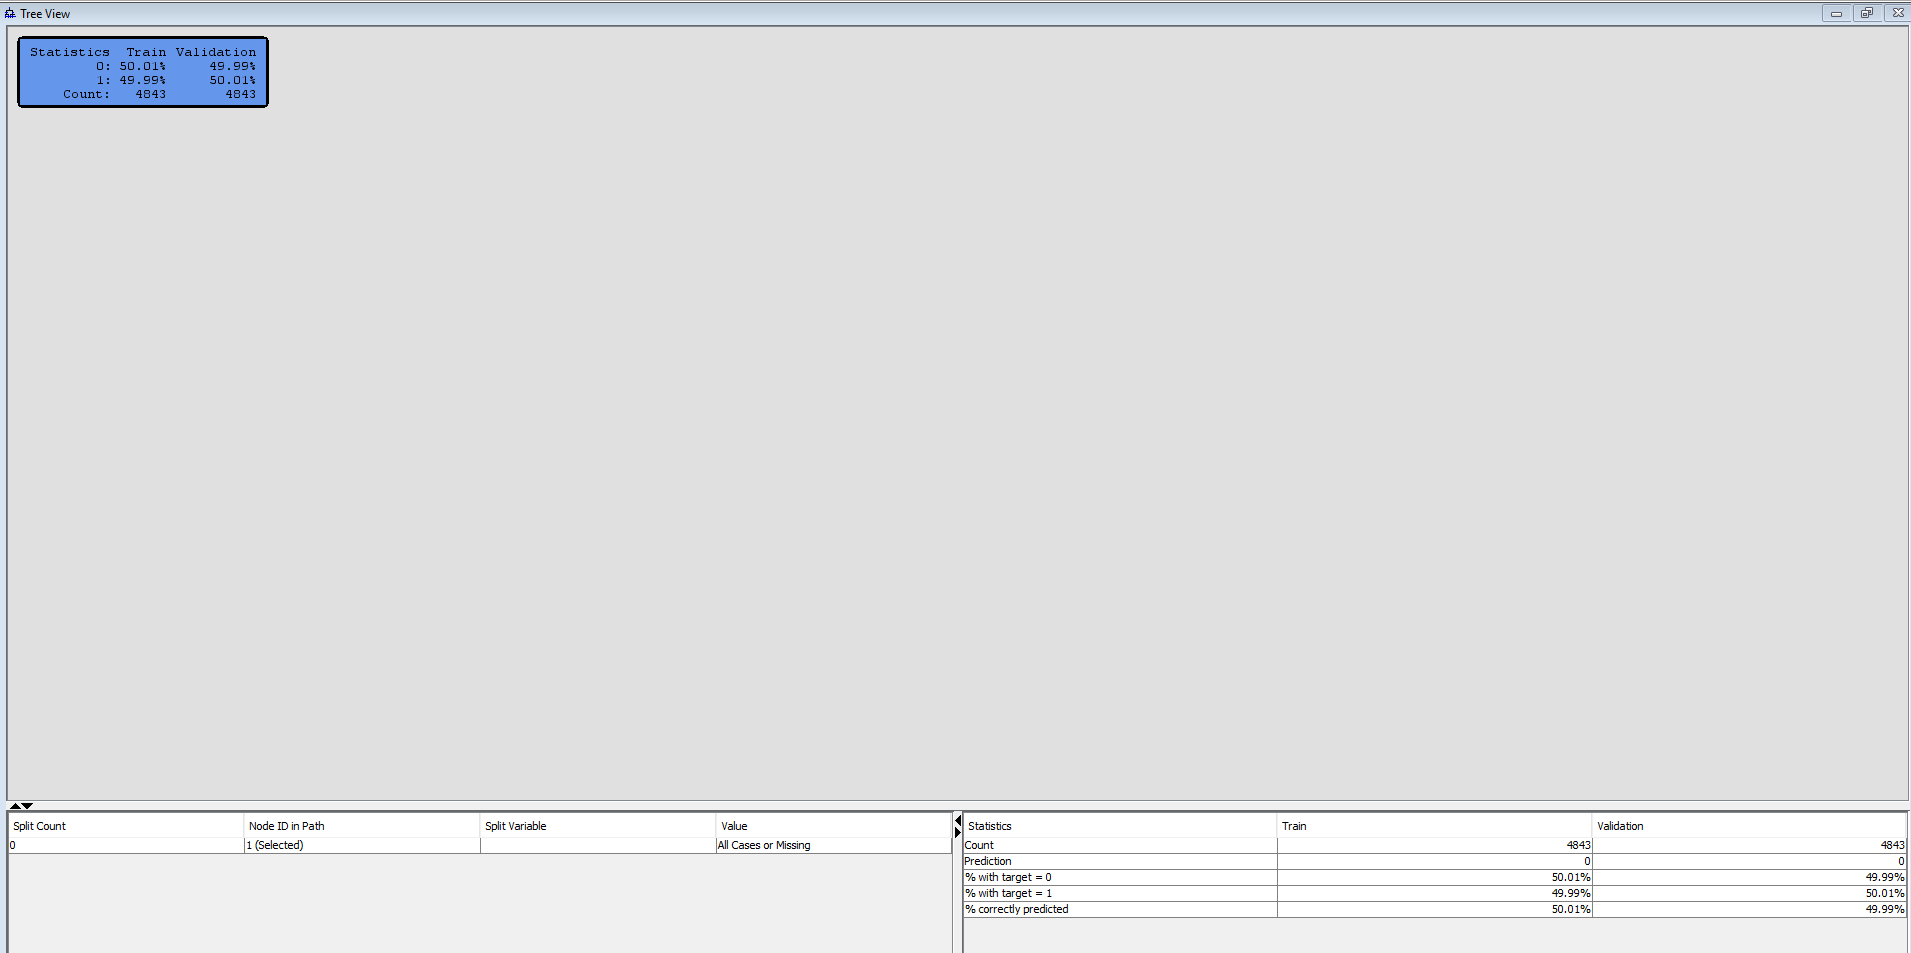 Tree View
Statistics Train Validation
0: 50.01% 49.99%
1: 49.99% 50.01%
Count: 4843 4843
Split Count Node ID in Path Split Variable Value
0 1 (Selected) All Cases or Missing
Statistics Train Validation
Count 4843 4843
Prediction 0 0
% with target = 0 50.01% 49.99%
% with target = 1 49.99% 50.01%
% correctly predicted 50.01% 49.99%